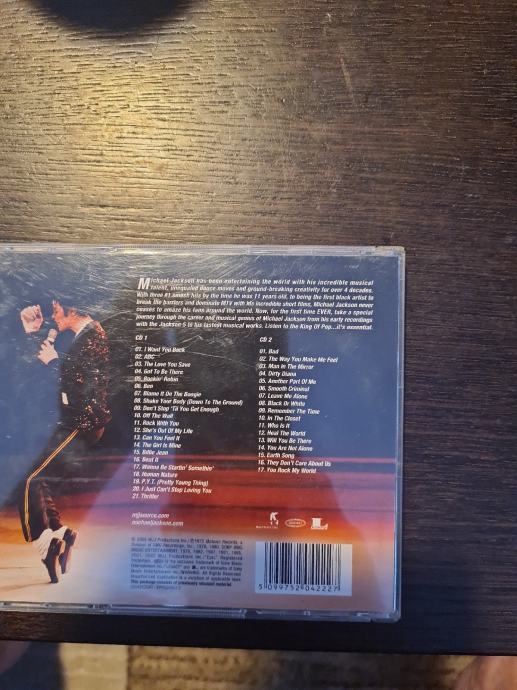 Michael Jackson has been entertaining the world with his incredible musical
talent, unequaled dance moves and ground-breaking creativity for over 4 decades.
With three #1 smash hits by the time he was 11 years old, to being the first black artist to
break the barriers and dominate MTV with his incredible short films, Michael Jackson never
ceases to amaze his fans around the world. Now, for the first time EVER, take a special
journey through the career and musical genius of Michael Jackson from his early recordings
with the Jackson 5 to his lastest musical works. Listen to the King Of Pop...it's essential.
CD 1
01. I Want You Back
02. ABC
03. The Love You Save
04. Got To Be There
05. Rockin' Robin
06. Ben
07. Blame It On The Boogie
08. Shake Your Body (Down To The Ground)
09. Don't Stop 'Til You Get Enough
10. Off The Wall
11. Rock With You
12. She's Out Of My Life
13. Can You Feel It
14. The Girl Is Mine
15. Billie Jean
16. Beat It
17. Wanna Be Startin' Somethin'
18. Human Nature
19. P.Y.T. (Pretty Young Thing)
20. I Just Can't Stop Loving You
21. Thriller
CD 2
01. Bad
02. The Way You Make Me Feel
03. Man In The Mirror
04. Dirty Diana
05. Another Part Of Me
06. Smooth Criminal
07. Leave Me Alone
08. Black Or White
09. Remember The Time
10. In The Closet
11. Who Is It
12. Heal The World
13. Will You Be There
14. You Are Not Alone
15. Earth Song
16. They Don't Care About Us
17. You Rock My World
mjjsource.com
michaeljackson.com
5 099752 042227